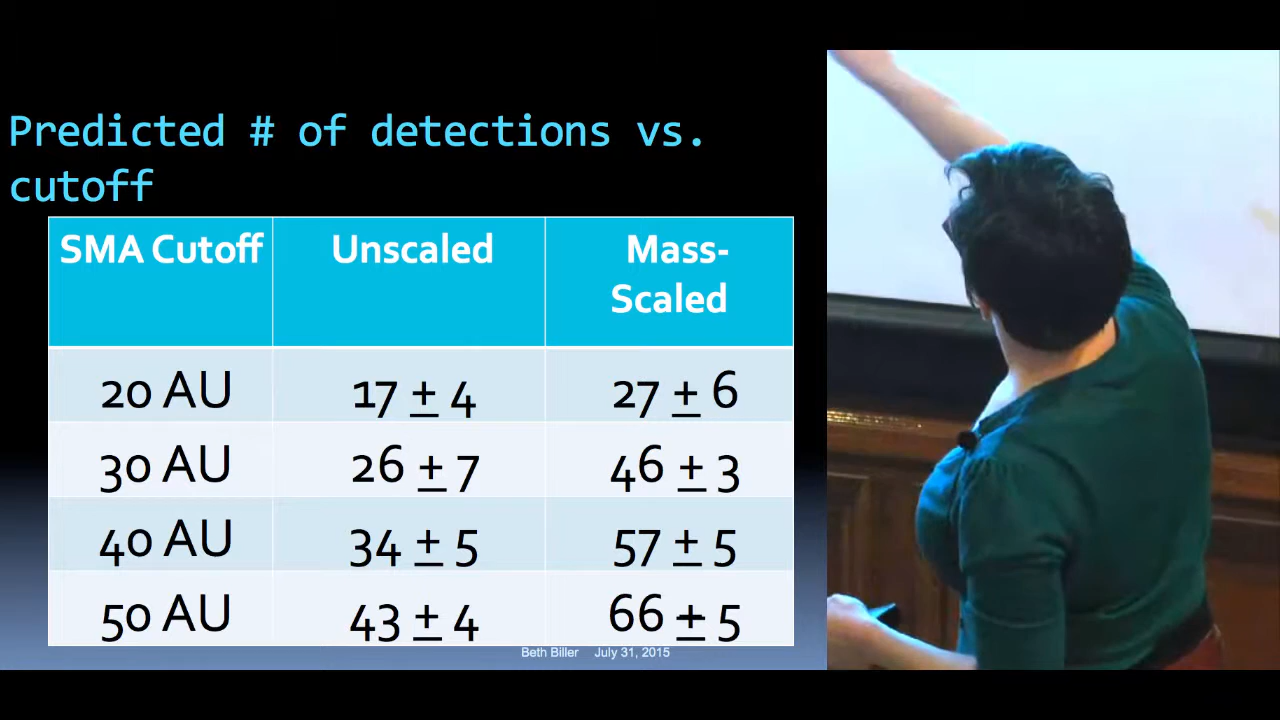 Predicted # of detections vs.
cutoff
SMA Cutoff Unscaled Mass-
Scaled
20 AU 17 ± 4 27 ± 6
30 AU 26 ± 7 46 ± 3
40 AU 34 ± 5 57 ± 5
50 AU 43 ± 4 66 ± 5
Beth Biller July 31, 2015